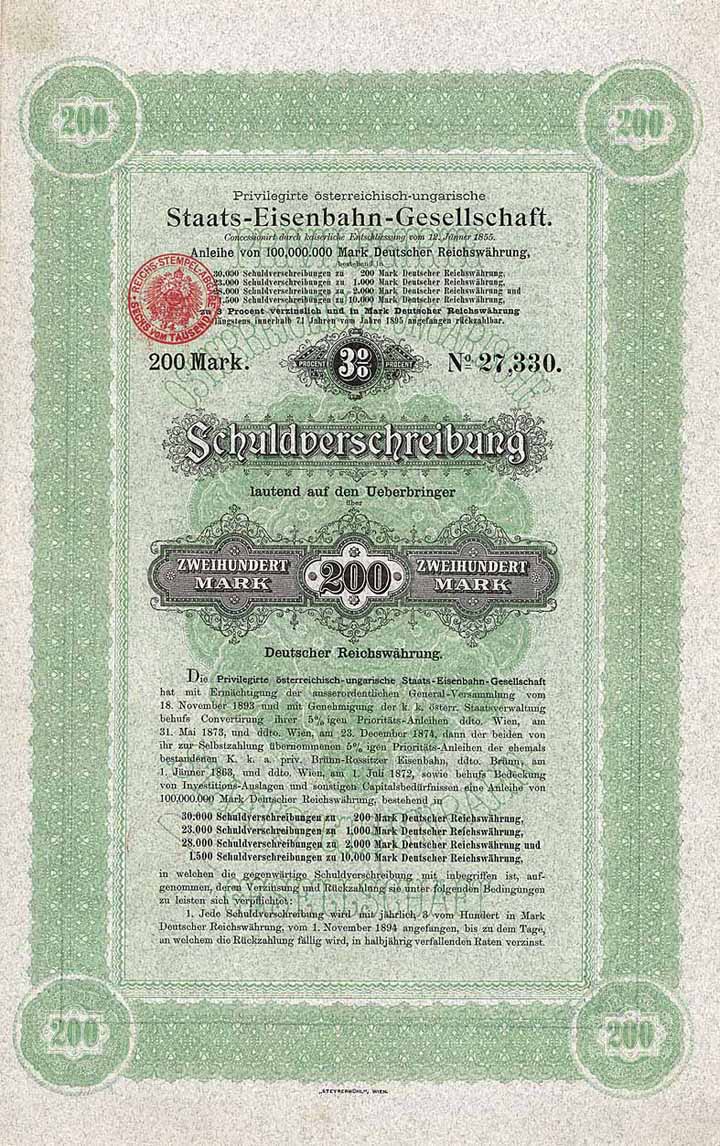 200
200
Privilegirte österreichisch-ungarische
Staats-Eisenbahn-Gesellschaft.
Concessionirt durch kaiserliche Entschliessung vom 12. Jänner 1855.
Anleihe von 100,000.000 Mark Deutscher Reichswährung,
bestehend in
30.000 Schuldverschreibungen zu 200 Mark Deutscher Reichswährung,
23.000 Schuldverschreibungen zu 1.000 Mark Deutscher Reichswährung,
28.000 Schuldverschreibungen zu 2.000 Mark Deutscher Reichswährung und
1,500 Schuldverschreibungen zu 10.000 Mark Deutscher Reichswährung,
zu 3 Procent verzinslich und in Mark Deutscher Reichswährung
längstens innerhalb 71 Jahren vom Jahre 1895 angefangen rückzahlbar.
REICHS-STEMPEL-ABGABE
SECHS VOM TAUSEND
200 Mark.
PROCENT 3% PROCENT
No. 27,330.
Schuldverschreibung
lautend auf den Ueberbringer
über
ZWEIHUNDERT MARK
200
ZWEIHUNDERT MARK
Deutscher Reichswährung.
Die Privilegirte österreichisch-ungarische Staats-Eisenbahn-Gesellschaft
hat mit Ermächtigung der ausserordentlichen General-Versammlung vom
18. November 1893 und mit Genehmigung der k. k. österr. Staatsverwaltung
behufs Convertirung ihrer 5%igen Prioritäts-Anleihen ddto. Wien, am
31. Mai 1873, und ddto. Wien, am 23. December 1874, dann der beiden von
ihr zur Selbstzahlung übernommenen 5%igen Prioritäts-Anleihen der ehemals
bestandenen K. k. a. priv. Brünn-Rossitzer Eisenbahn, ddto. Brünn, am
1. Jänner 1863, und ddto. Wien, am 1. Juli 1872, sowie behufs Bedeckung
von Investitions-Auslagen und sonstigen Capitalsbedürfnissen eine Anleihe von
100,000.000 Mark Deutscher Reichswährung, bestehend in
30.000 Schuldverschreibungen zu 200 Mark Deutscher Reichswährung,
23.000 Schuldverschreibungen zu 1,000 Mark Deutscher Reichswährung,
28.000 Schuldverschreibungen zu 2,000 Mark Deutscher Reichswährung und
1.500 Schuldverschreibungen zu 10.000 Mark Deutscher Reichswährung,
in welchen die gegenwärtige Schuldverschreibung mit inbegriffen ist, auf-
genommen, deren Verzinsung und Rückzahlung sie unter folgenden Bedingungen
zu leisten sich verpflichtet:
1. Jede Schuldverschreibung wird mit jährlich 3 vom Hundert in Mark
Deutscher Reichswährung, vom 1. November 1894 angefangen, bis zu dem Tage,
an welchem die Rückzahlung fällig wird, in halbjährig verfallenden Raten verzinst.
200
200
„STEYRERMÜHL", WIEN.